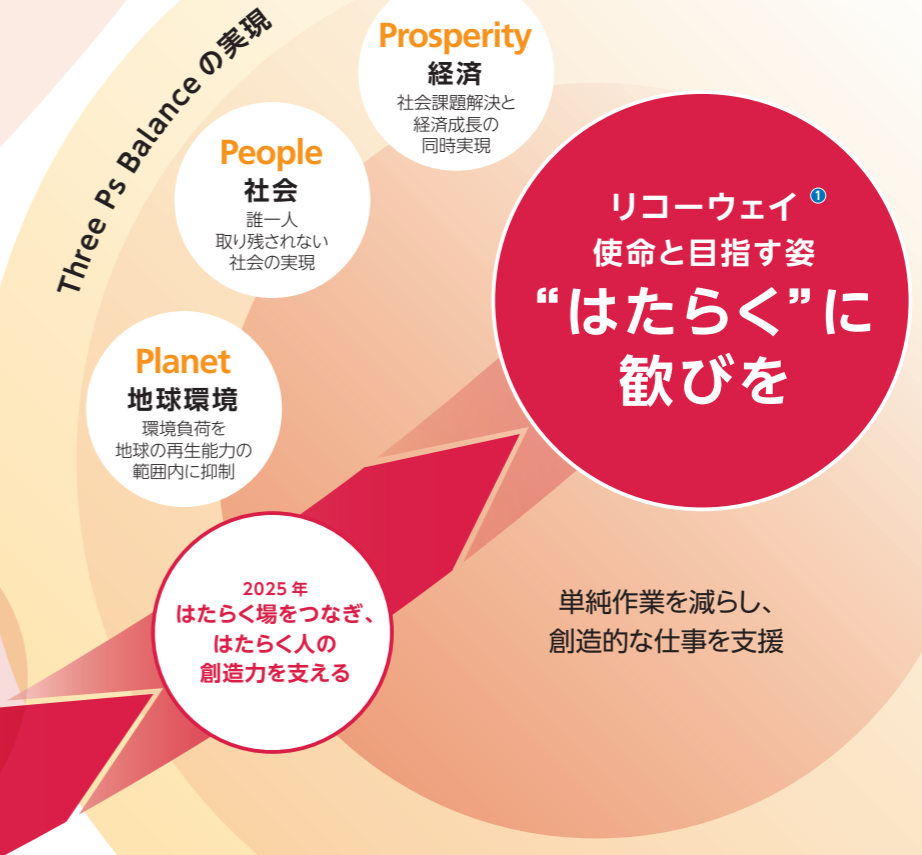 Three Ps Balance の実現
Prosperity
経済
社会課題解決と
経済成長の
同時実現
People
社会
誰一人
取り残されない
社会の実現
Planet
地球環境
環境負荷を
地球の再生能力の
範囲内に抑制
リコーウェイ 1
使命と目指す姿
“はたらく”に
歓びを
2025 年
はたらく場をつなぎ、
はたらく人の
創造力を支える
単純作業を減らし、
創造的な仕事を支援